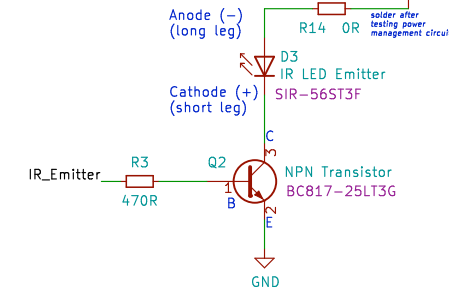 Anode (-)
(long leg)
solder after
testing power
management circui
R14 0R
D3
IR LED Emitter
SIR-56ST3F
Cathode (+)
(short leg)
C
3
R3
Q2
NPN Transistor
IR_Emitter
1
BC817-25LT3G
470R
B
2
E
GND